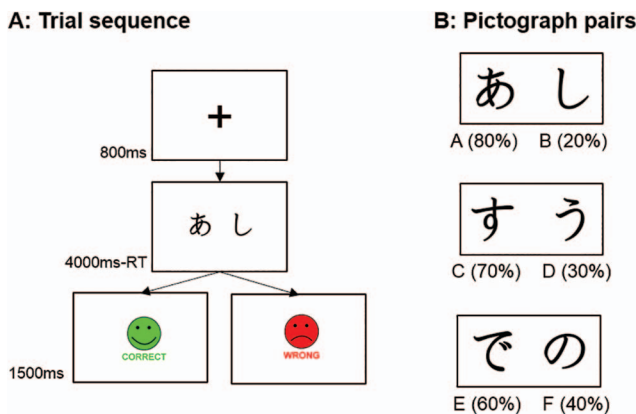 A: Trial sequence
+
800ms
あ し
4000ms-RT
CORRECT
WRONG
1500ms
B: Pictograph pairs
あ し
A (80%) B (20%)
す う
C (70%) D (30%)
で の
E (60%) F (40%)